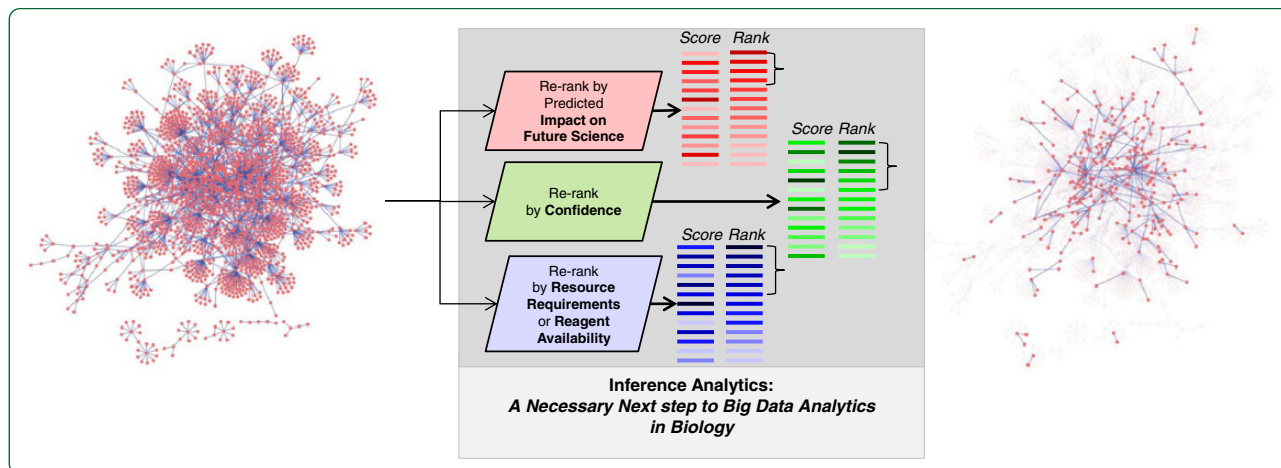 Score Rank
Re-rank by
Predicted
Impact on
Future Science
Score Rank
Re-rank
by Confidence
Score Rank
Re-rank
by Resource
Requirements
or Reagent
Availability
Inference Analytics:
A Necessary Next step to Big Data Analytics
in Biology